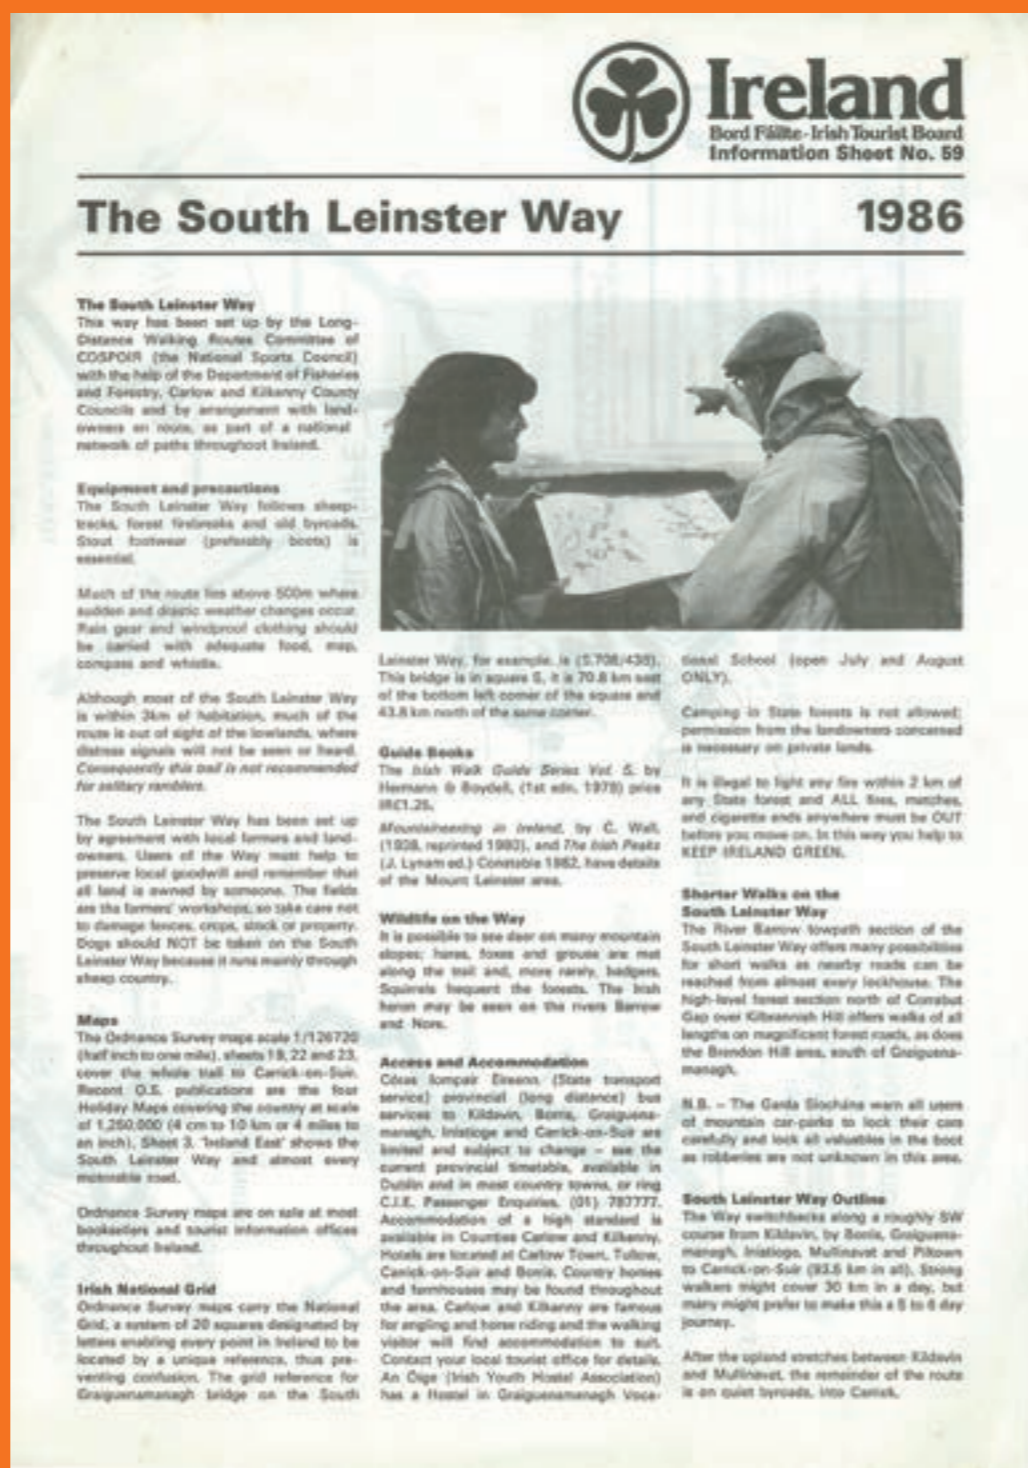 Ireland
Bord Fáilte - Irish Tourist Board
Information Sheet No. 59
The South Leinster Way
1986
The South Leinster Way
This way has been set up by the Long-
Distance Walking Routes Committee of
COSPOIR (the National Sports Council)
with the help of the Department of Fisheries
and Forestry, Carlow and Kilkenny County
Councils and by arrangement with land-
owners en route, as part of a national
network of paths throughout Ireland.
Equipment and precautions
The South Leinster Way follows sheep-
tracks, forest firebreaks and old byroads.
Stout footwear (preferably boots) is
essential.
Much of the route lies above 500m where
sudden and drastic weather changes occur.
Rain gear and windproof clothing should
be carried with adequate food, map,
compass and whistle.
Although most of the South Leinster Way
is within 3km of habitation, much of the
route is out of sight of the lowlands, where
distress signals will not be seen or heard.
Consequently this trail is not recommended
for solitary ramblers.
The South Leinster Way has been set up
by agreement with local farmers and land-
owners. Users of the Way must help to
preserve local goodwill and remember that
all land is owned by someone. The fields
are the farmers' workshops, so take care not
to damage fences, crops, stock or property.
Dogs should NOT be taken on the South
Leinster Way because it runs mainly through
sheep country.
Maps
The Ordnance Survey maps scale 1/126720
(half inch to one mile), sheets 19, 22 and 23,
cover the whole trail to Carrick-on-Suir.
Recent O.S. publications are the four
Holiday Maps covering the country at scale
of 1,250,000 (4 cm to 10 km or 4 miles to
an inch). Sheet 3, 'Ireland East' shows the
South Leinster Way and almost every
motorable road.
Ordnance Survey maps are on sale at most
booksellers and tourist information offices
throughout Ireland.
Irish National Grid
Ordnance Survey maps carry the National
Grid, a system of 20 squares designated by
letters enabling every point in Ireland to be
located by a unique reference, thus pre-
venting confusion. The grid reference for
Graiguenamanagh bridge on the South
Leinster Way, for example, is (S.708/438).
This bridge is in square S, it is 70.8 km east
of the bottom left corner of the square and
43.8 km north of the same corner.
Guide Books
The Irish Walk Guide Series Vol. 5, by
Hermann & Boydell, (1st edn, 1978) price
IR£1.25.
Mountaineering in Ireland, by C. Wall,
(1938, reprinted 1980), and The Irish Peaks
(J. Lynam ed.) Constable 1982, have details
of the Mount Leinster area.
Wildlife on the Way
It is possible to see deer on many mountain
slopes; hares, foxes and grouse are met
along the trail and, more rarely, badgers.
Squirrels frequent the forests. The Irish
heron may be seen on the rivers Barrow
and Nore.
Access and Accommodation
Córas Iompair Éireann, (State transport
service) provincial (long distance) bus
services to Kildavin, Borris, Graiguena-
managh, Inistioge and Carrick-on-Suir are
limited and subject to change – see the
current provincial timetable, available in
Dublin and in most country towns, or ring
C.I.E. Passenger Enquiries, (01) 787777.
Accommodation of a high standard is
available in Counties Carlow and Kilkenny.
Hotels are located at Carlow Town, Tullow,
Carrick-on-Suir and Borris. Country homes
and farmhouses may be found throughout
the area. Carlow and Kilkenny are famous
for angling and horse riding and the walking
visitor will find accommodation to suit.
Contact your local tourist office for details.
An Óige (Irish Youth Hostel Association)
has a Hostel in Graiguenamanagh Voca-
tional School (open July and August
ONLY).
Camping in State forests is not allowed;
permission from the landowners concerned
is necessary on private lands.
It is illegal to light any fire within 2 km of
any State forest and ALL fires, matches,
and cigarette ends anywhere must be OUT
before you move on. In this way you help to
KEEP IRELAND GREEN.
Shorter Walks on the
South Leinster Way
The River Barrow towpath section of the
South Leinster Way offers many possibilities
for short walks as nearby roads can be
reached from almost every lockhouse. The
high-level forest section north of Corrabut
Gap over Kilbrannish Hill offers walks of all
lengths on magnificent forest roads, as does
the Brandon Hill area, south of Graiguena-
managh.
N.B. – The Garda Síochána warn all users
of mountain car-parks to lock their cars
carefully and lock all valuables in the boot
as robberies are not unknown in this area.
South Leinster Way Outline
The Way switchbacks along a roughly SW
course from Kildavin, by Borris, Graiguena-
managh, Inistioge, Mullinavat and Piltown
to Carrick-on-Suir (93.6 km in all). Strong
walkers might cover 30 km in a day, but
many might prefer to make this a 5 to 6 day
journey.
After the upland stretches between Kildavin
and Mullinavat, the remainder of the route
is on quiet byroads, into Carrick.